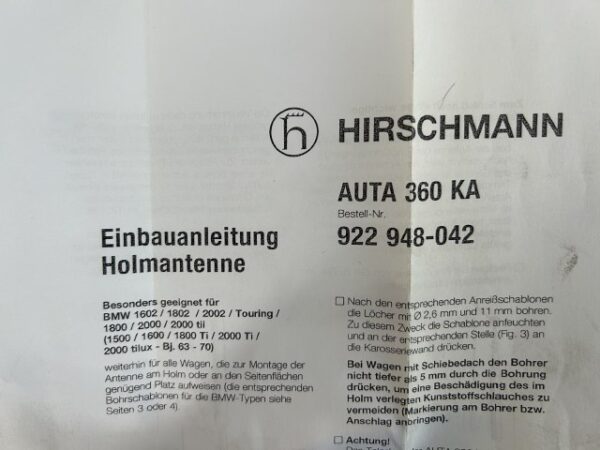 h HIRSCHMANN
AUTA 360 KA
Bestell-Nr.
922 948-042
Einbauanleitung
Holmantenne
Besonders geeignet für
BMW 1602 / 1802 / 2002 / Touring /
1800 / 2000 / 2000 tii
(1500 / 1600 / 1800 Ti / 2000 Ti /
2000 tilux - Bj. 63 - 70)
weiterhin für alle Wagen, die zur Montage der
Antenne am Holm oder an den Seitenflächen
genügend Platz aufweisen (die entsprechenden
Bohrschablonen für die BMW-Typen siehe
Seiten 3 oder 4).
Nach den entsprechenden Anreißschablonen
die Löcher mit Ø 2,6 mm und 11 mm bohren.
Zu diesem Zweck die Schablone anfeuchten
und an der entsprechenden Stelle (Fig. 3) an
die Karosseriewand drücken.
Bei Wagen mit Schiebedach den Bohrer
nicht tiefer als 5 mm durch die Bohrung
drücken, um eine Beschädigung des im
Holm verlegten Kunststoffschlauches zu
vermeiden (Markierung am Bohrer bzw.
Anschlag anbringen).
Achtung!